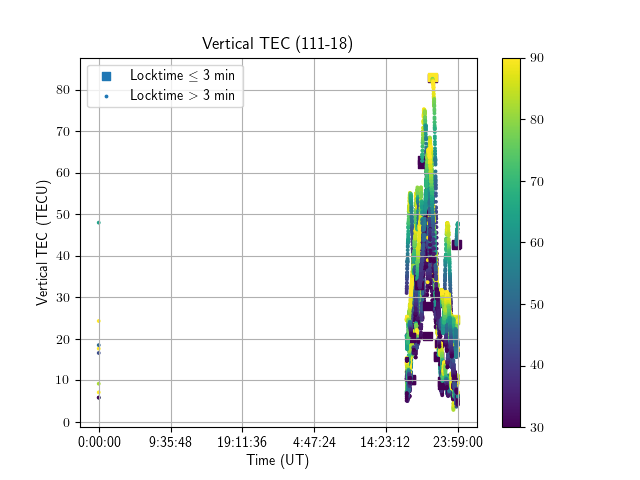 Vertical TEC (111-18)
Locktime ≤ 3 min
Locktime > 3 min
Vertical TEC (TECU)
80
70
60
50
40
30
20
10
0
0:00:00 9:35:48 19:11:36 4:47:24 14:23:12 23:59:00
Time (UT)
90
80
70
60
50
40
30